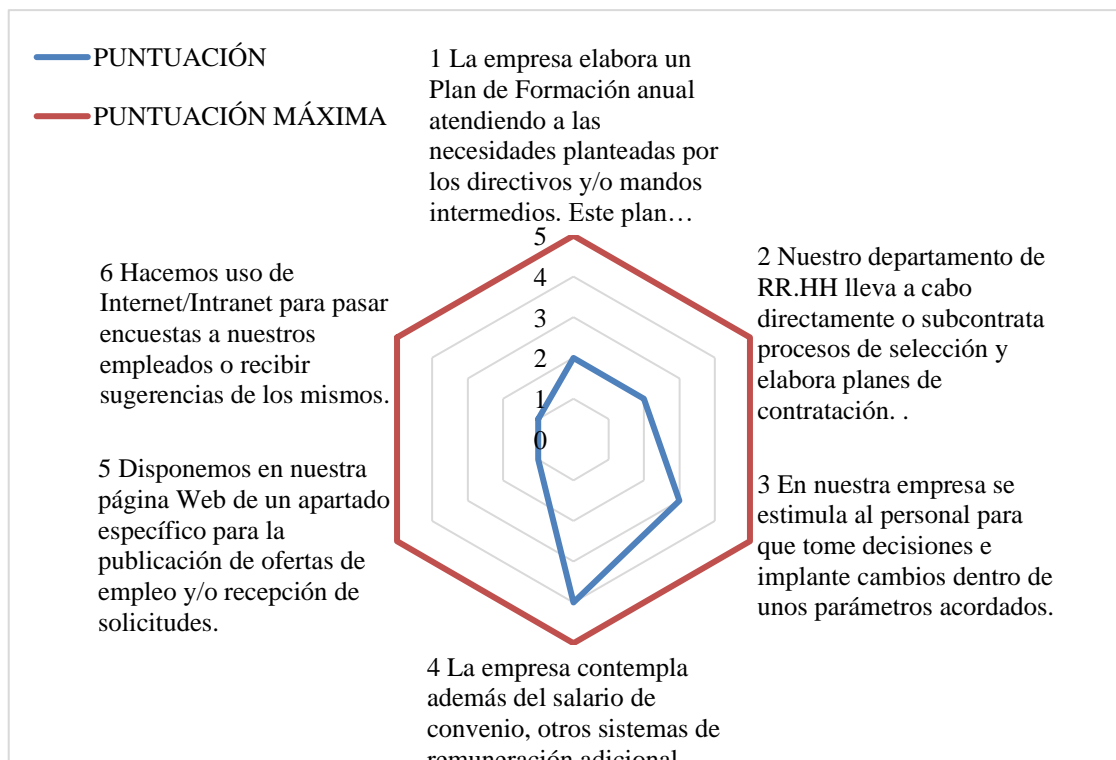 PUNTUACIÓN
PUNTUACIÓN MÁXIMA
1 La empresa elabora un
Plan de Formación anual
atendiendo a las
necesidades planteadas por
los directivos y/o mandos
intermedios. Este plan…
5
4
3
2
1
0
2 Nuestro departamento de
RR.HH lleva a cabo
directamente o subcontrata
procesos de selección y
elabora planes de
contratación. .
3 En nuestra empresa se
estimula al personal para
que tome decisiones e
implante cambios dentro de
unos parámetros acordados.
4 La empresa contempla
además del salario de
convenio, otros sistemas de
remuneración adicional
5 Disponemos en nuestra
página Web de un apartado
específico para la
publicación de ofertas de
empleo y/o recepción de
solicitudes.
6 Hacemos uso de
Internet/Intranet para pasar
encuestas a nuestros
empleados o recibir
sugerencias de los mismos.